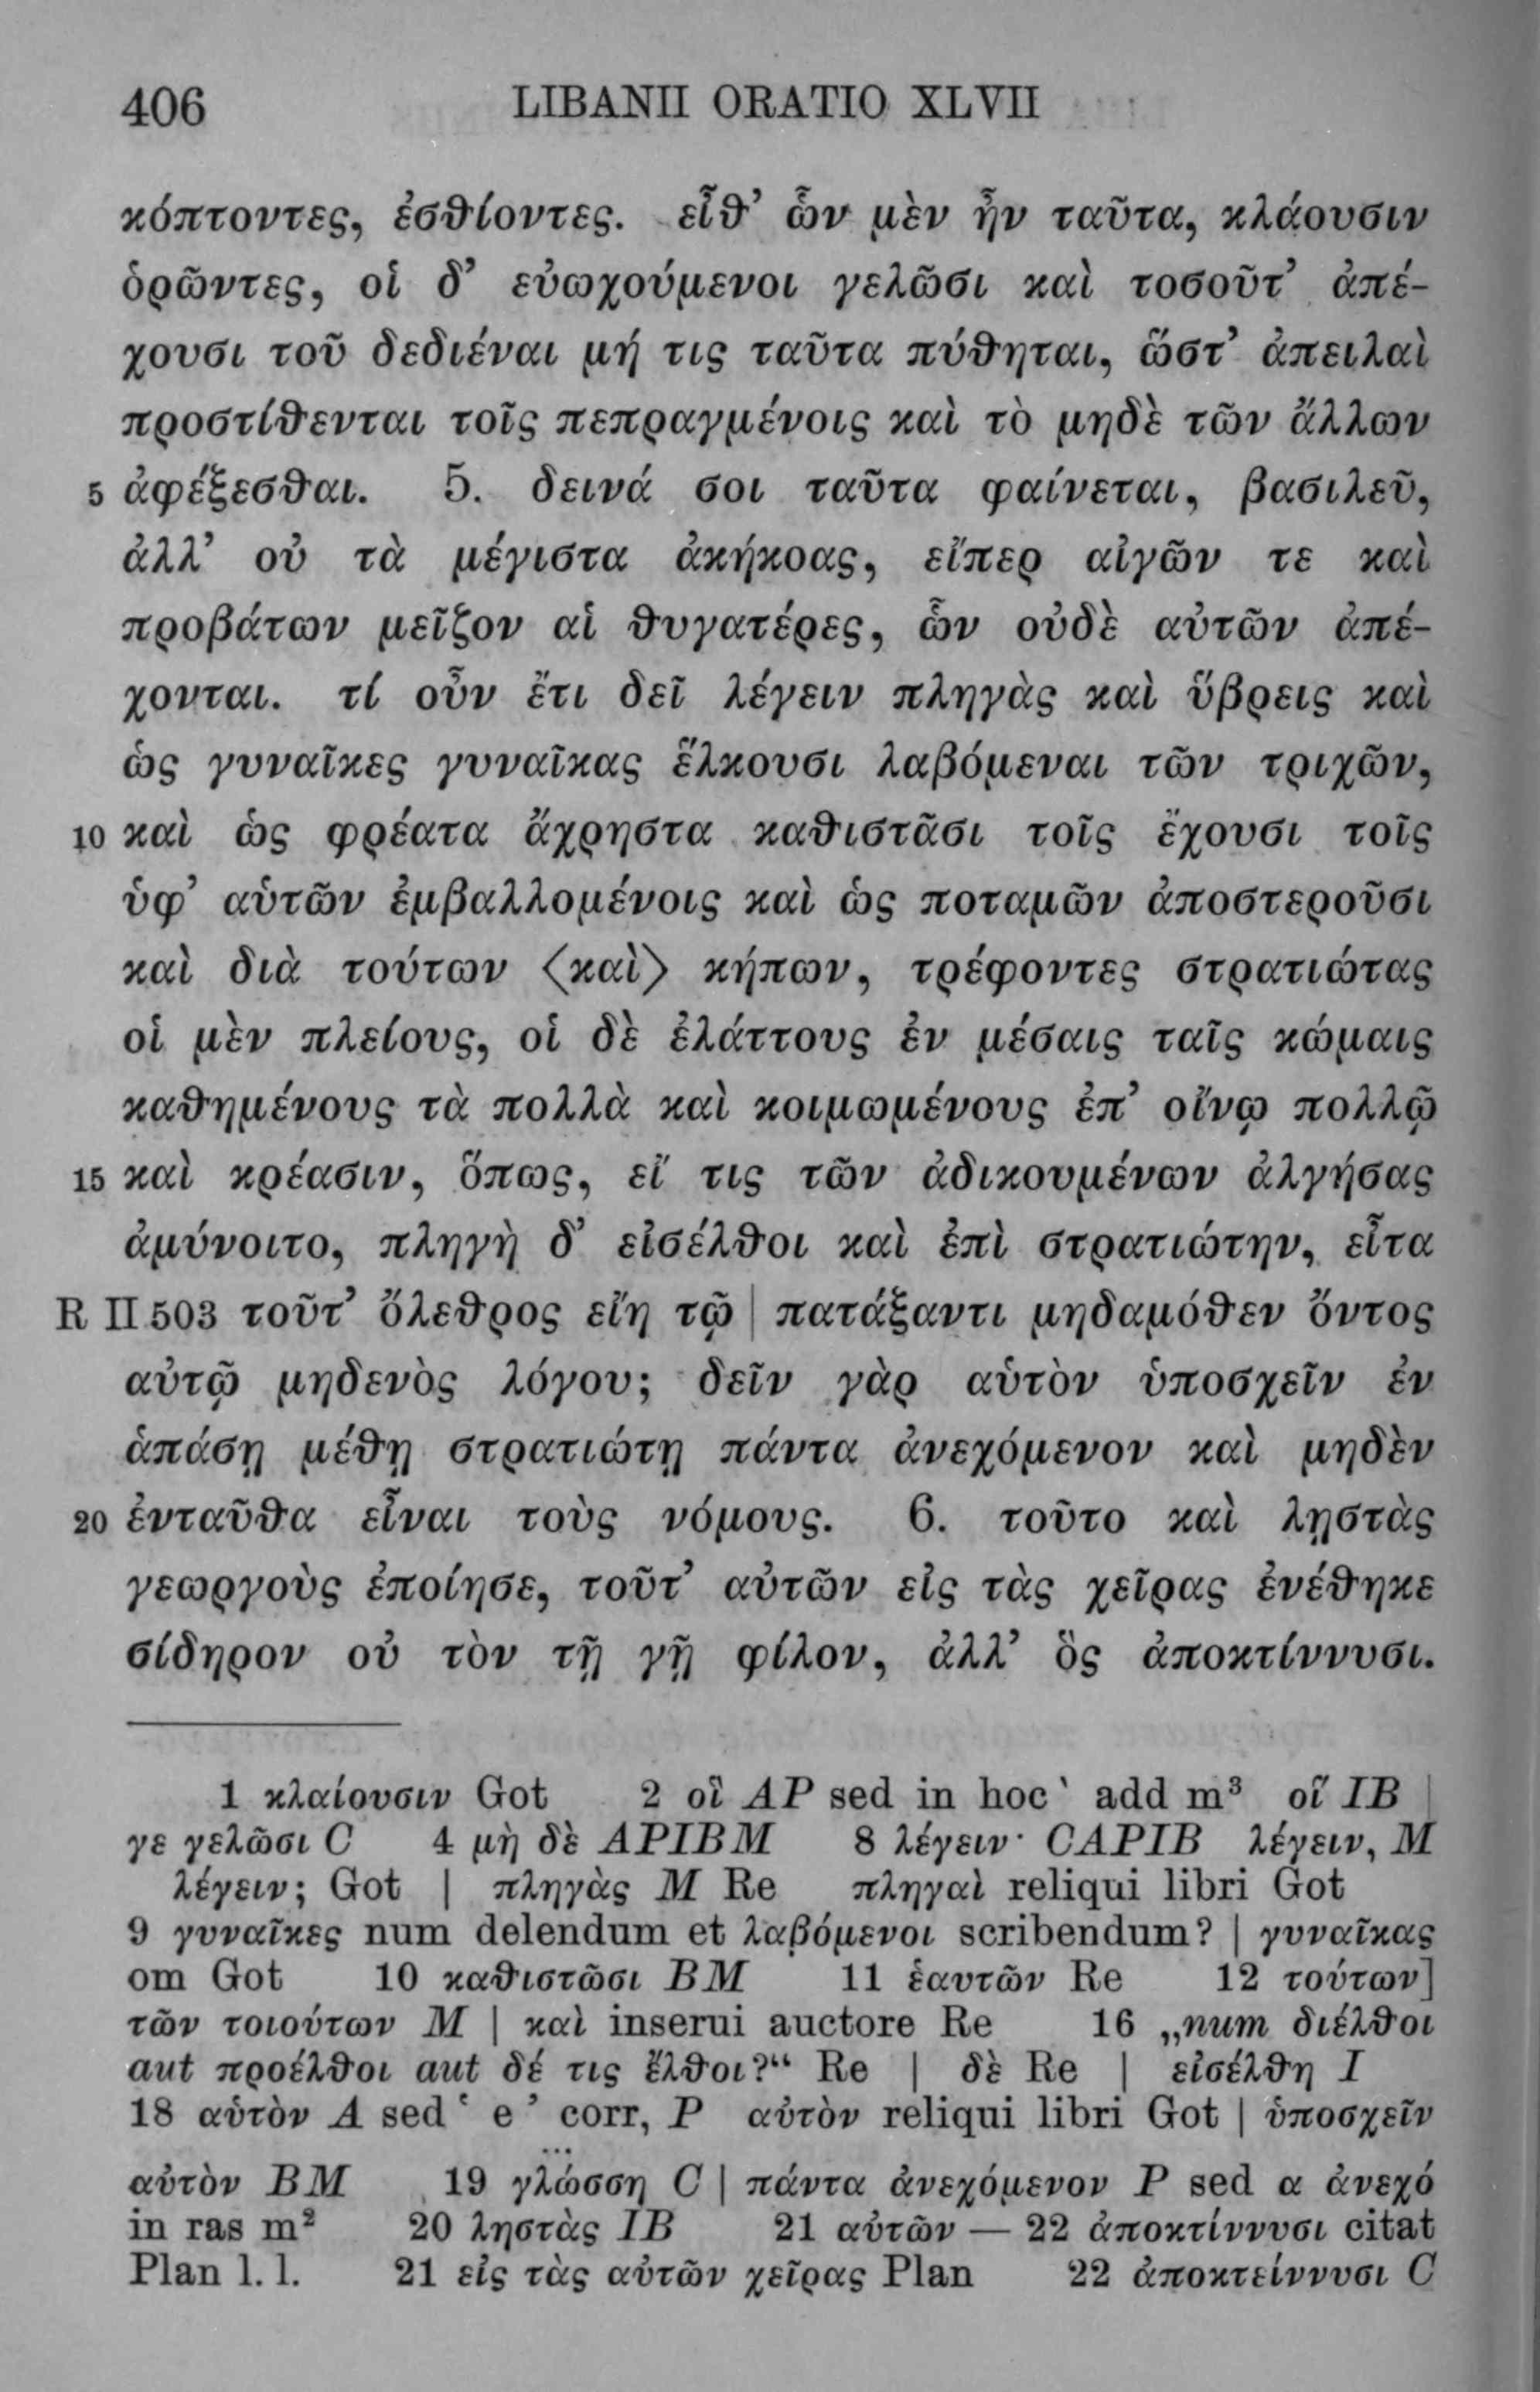 406 LIBANII ORATIO XLVII
κόπτοντες, ἐσθίοντες. εἶθ’ ὧν μὲν ἦν ταῦτα, κλάουσιν
ὁρῶντες, οἱ δ’ εὐωχούμενοι γελῶσι καὶ τοσοῦτ’ ἀπέ-
χουσι τοῦ δεδιέναι μή τις ταῦτα πύθηται, ὥστ’ ἀπειλαὶ
προστίθενται τοῖς πεπραγμένοις καὶ τὸ μηδὲ τῶν ἄλλων
5 ἀφέξεσθαι. 5. δεινά σοι ταῦτα φαίνεται, βασιλεῦ,
ἀλλ’ οὐ τὰ μέγιστα ἀκήκοας, εἴπερ αἰγῶν τε καὶ
προβάτων μεῖζον αἱ θυγατέρες, ὧν οὐδὲ αὐτῶν ἀπέ-
χονται. τί οὖν ἔτι δεῖ λέγειν πληγὰς καὶ ὕβρεις καὶ
ὡς γυναῖκες γυναῖκας ἕλκουσι λαβόμεναι τῶν τριχῶν,
10 καὶ ὡς φρέατα ἄχρηστα καθιστᾶσι τοῖς ἔχουσι τοῖς
ὑφ’ αὑτῶν ἐμβαλλομένοις καὶ ὡς ποταμῶν ἀποστεροῦσι
καὶ διὰ τούτων ⟨καὶ⟩ κήπων, τρέφοντες στρατιώτας
οἱ μὲν πλείους, οἱ δὲ ἐλάττους ἐν μέσαις ταῖς κώμαις
καθημένους τὰ πολλὰ καὶ κοιμωμένους ἐπ’ οἴνῳ πολλῷ
15 καὶ κρέασιν, ὅπως, εἴ τις τῶν ἀδικουμένων ἀλγήσας
ἀμύνοιτο, πληγὴ δ’ εἰσέλθοι καὶ ἐπὶ στρατιώτην, εἶτα
R II 503 τοῦτ’ ὄλεθρος εἴη τῷ | πατάξαντι μηδαμόθεν ὄντος
αὐτῷ μηδενὸς λόγου; δεῖν γὰρ αὑτὸν ὑποσχεῖν ἐν
ἁπάσῃ μέθῃ στρατιώτῃ πάντα ἀνεχόμενον καὶ μηδὲν
20 ἐνταῦθα εἶναι τοὺς νόμους. 6. τοῦτο καὶ λῃστὰς
γεωργοὺς ἐποίησε, τοῦτ’ αὐτῶν εἰς τὰς χεῖρας ἐνέθηκε
σίδηρον οὐ τὸν τῇ γῇ φίλον, ἀλλ’ ὃς ἀποκτίννυσι.
1 κλαίουσιν Got 2 οἳ AP sed in hoc ` add m³ οἵ IB |
γε γελῶσι C 4 μὴ δὲ APIBM 8 λέγειν· CAPIB λέγειν, M
λέγειν; Got | πληγὰς M Re πληγαὶ reliqui libri Got
9 γυναῖκες num delendum et λαβόμενοι scribendum? | γυναῖκας
om Got 10 καθιστῶσι BM 11 ἑαυτῶν Re 12 τούτων]
τῶν τοιούτων M | καὶ inserui auctore Re 16 „num διέλθοι
aut προέλθοι aut δέ τις ἔλθοι?“ Re | δὲ Re | εἰσέλθη I
18 αὑτὸν A sed ‘ e ’ corr, P αὐτὸν reliqui libri Got | ὑποσχεῖν
αὐτὸν BM 19 γλώσση C | πάντα ἀνεχόμενον P sed α ἀνεχό
in ras m² 20 ληστὰς IB 21 αὐτῶν — 22 ἀποκτίννυσι citat
Plan l. l. 21 εἰς τὰς αὐτῶν χεῖρας Plan 22 ἀποκτείννυσι C